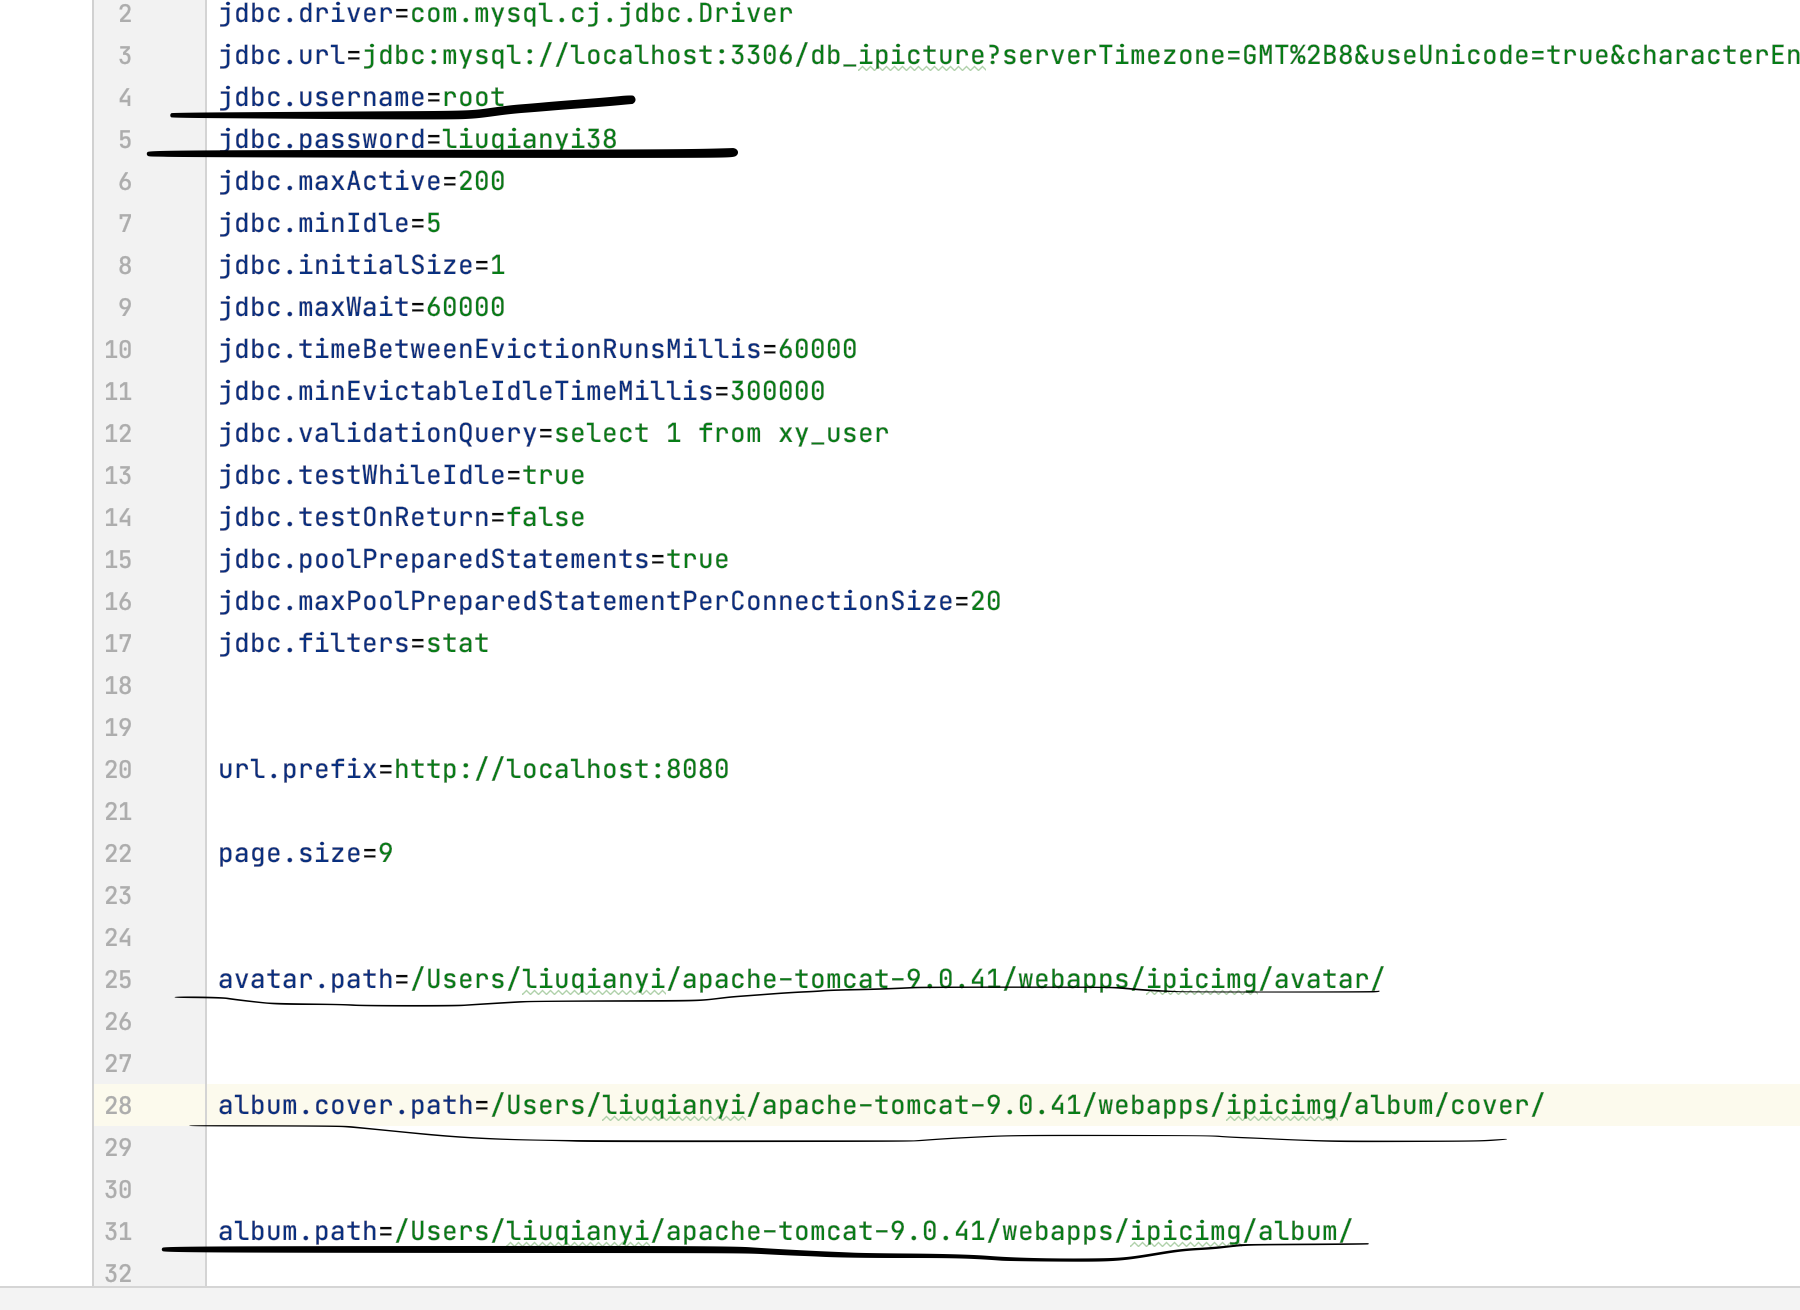 2 jdbc.driver=com.mysql.cj.jdbc.Driver
3 jdbc.url=jdbc:mysql://localhost:3306/db_ipicture?serverTimezone=GMT%2B8&useUnicode=true&characterEn
4 jdbc.username=root
5 jdbc.password=liuqianyi38
6 jdbc.maxActive=200
7 jdbc.minIdle=5
8 jdbc.initialSize=1
9 jdbc.maxWait=60000
10 jdbc.timeBetweenEvictionRunsMillis=60000
11 jdbc.minEvictableIdleTimeMillis=300000
12 jdbc.validationQuery=select 1 from xy_user
13 jdbc.testWhileIdle=true
14 jdbc.testOnReturn=false
15 jdbc.poolPreparedStatements=true
16 jdbc.maxPoolPreparedStatementPerConnectionSize=20
17 jdbc.filters=stat
18
19
20 url.prefix=http://localhost:8080
21
22 page.size=9
23
24
25 avatar.path=/Users/liuqianyi/apache-tomcat-9.0.41/webapps/ipicimg/avatar/
26
27
28 album.cover.path=/Users/liuqianyi/apache-tomcat-9.0.41/webapps/ipicimg/album/cover/
29
30
31 album.path=/Users/liuqianyi/apache-tomcat-9.0.41/webapps/ipicimg/album/
32